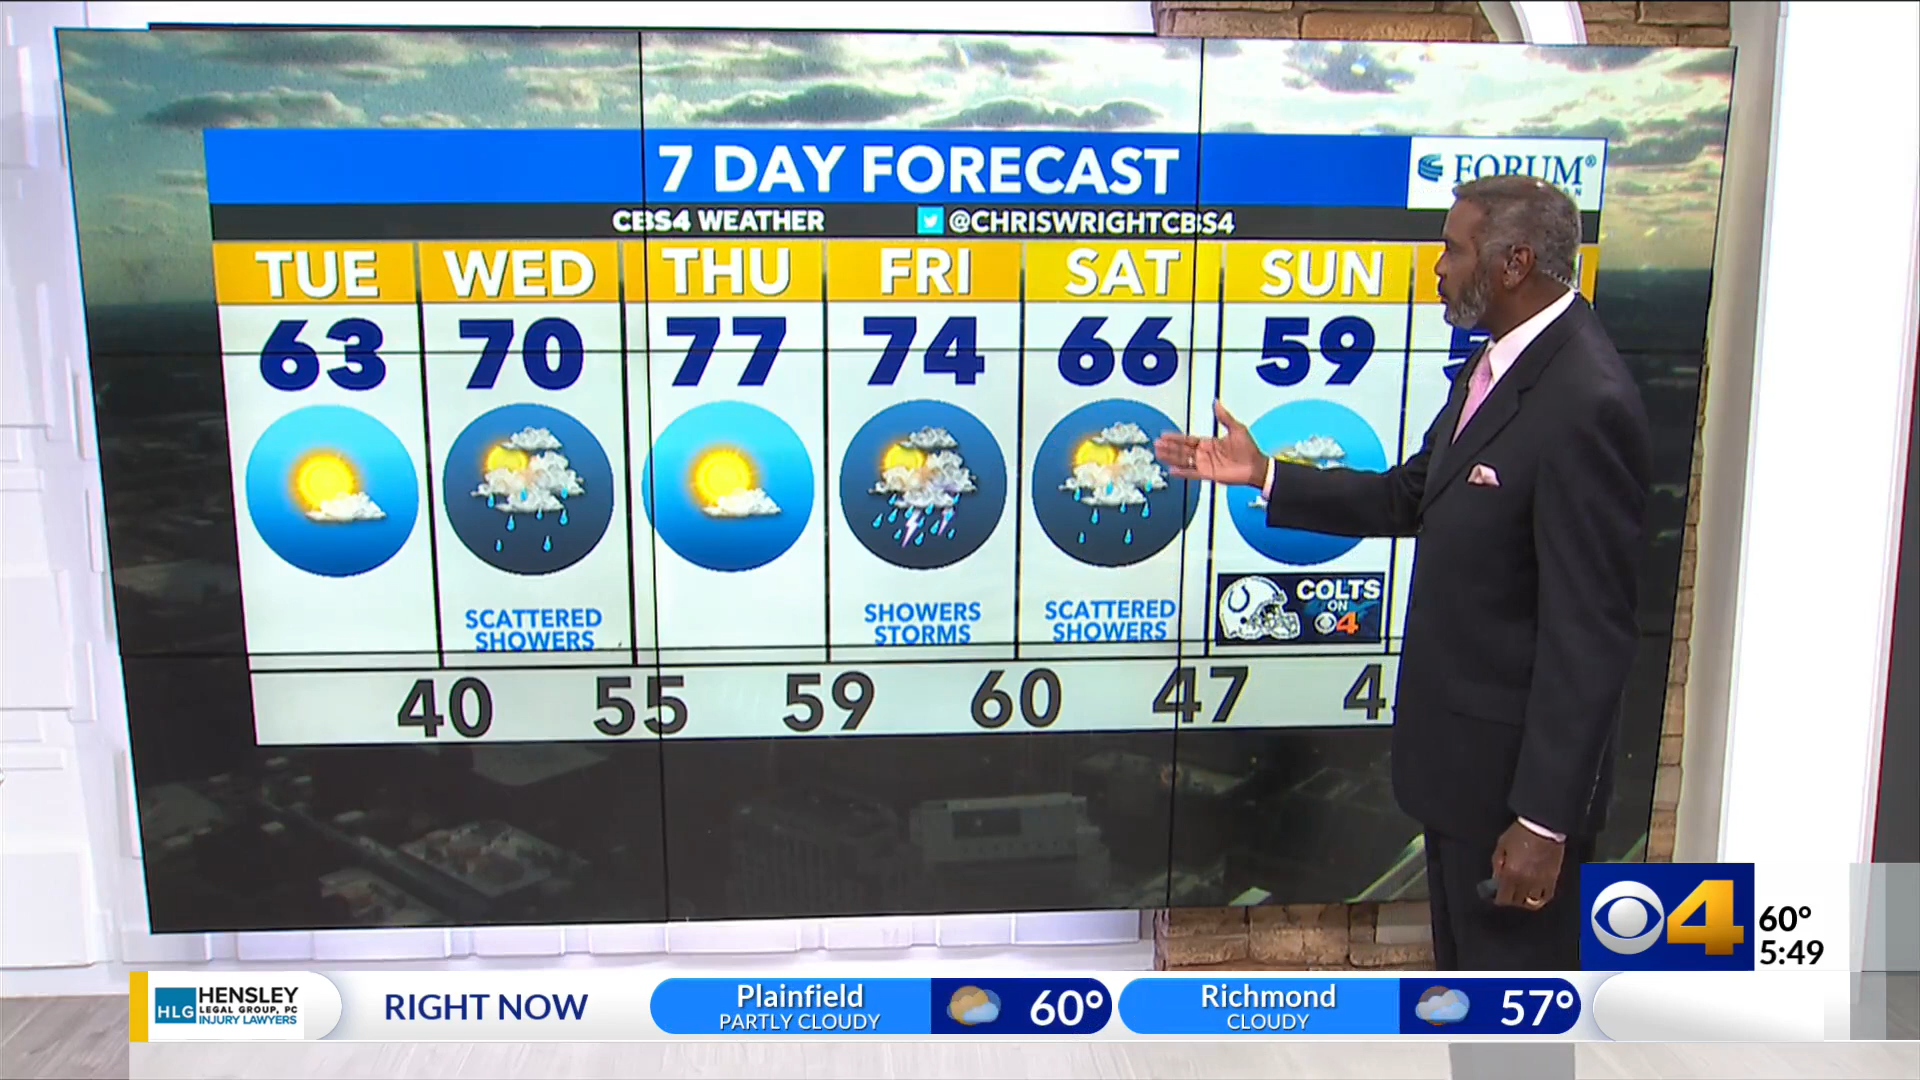 7 DAY FORECAST
FORUM®
CBS4 WEATHER @CHRISWRIGHTCBS4
TUE WED THU FRI SAT SUN
63 70 77 74 66 59
SCATTERED SHOWERS
SHOWERS STORMS
SCATTERED SHOWERS
COLTS
ON
4
40 55 59 60 47
4
60°
5:49
HLG HENSLEY
LEGAL GROUP, PC
INJURY LAWYERS
RIGHT NOW
Plainfield
PARTLY CLOUDY
60°
Richmond
CLOUDY
57°